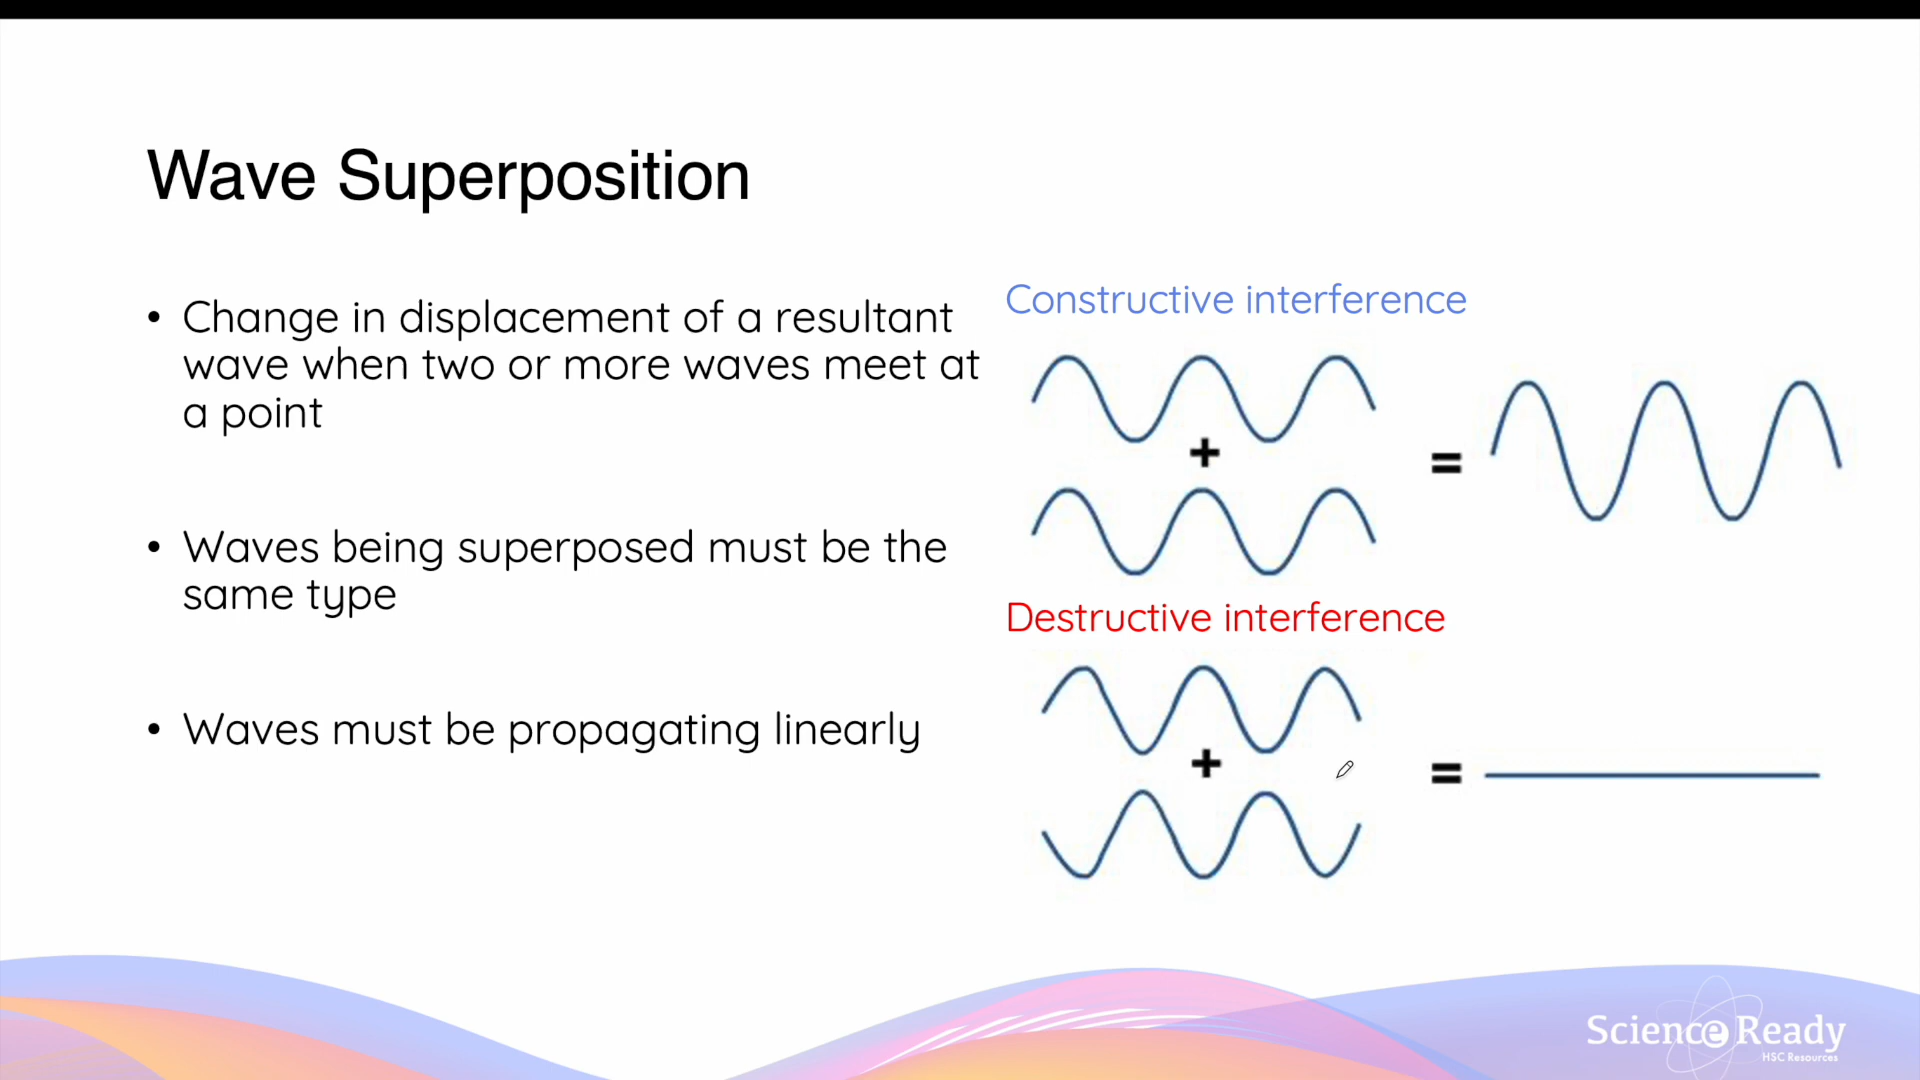 Wave Superposition
• Change in displacement of a resultant
wave when two or more waves meet at
a point
• Waves being superposed must be the
same type
• Waves must be propagating linearly
Constructive interference
+
=
Destructive interference
+
=
Science Ready
HSC Resources